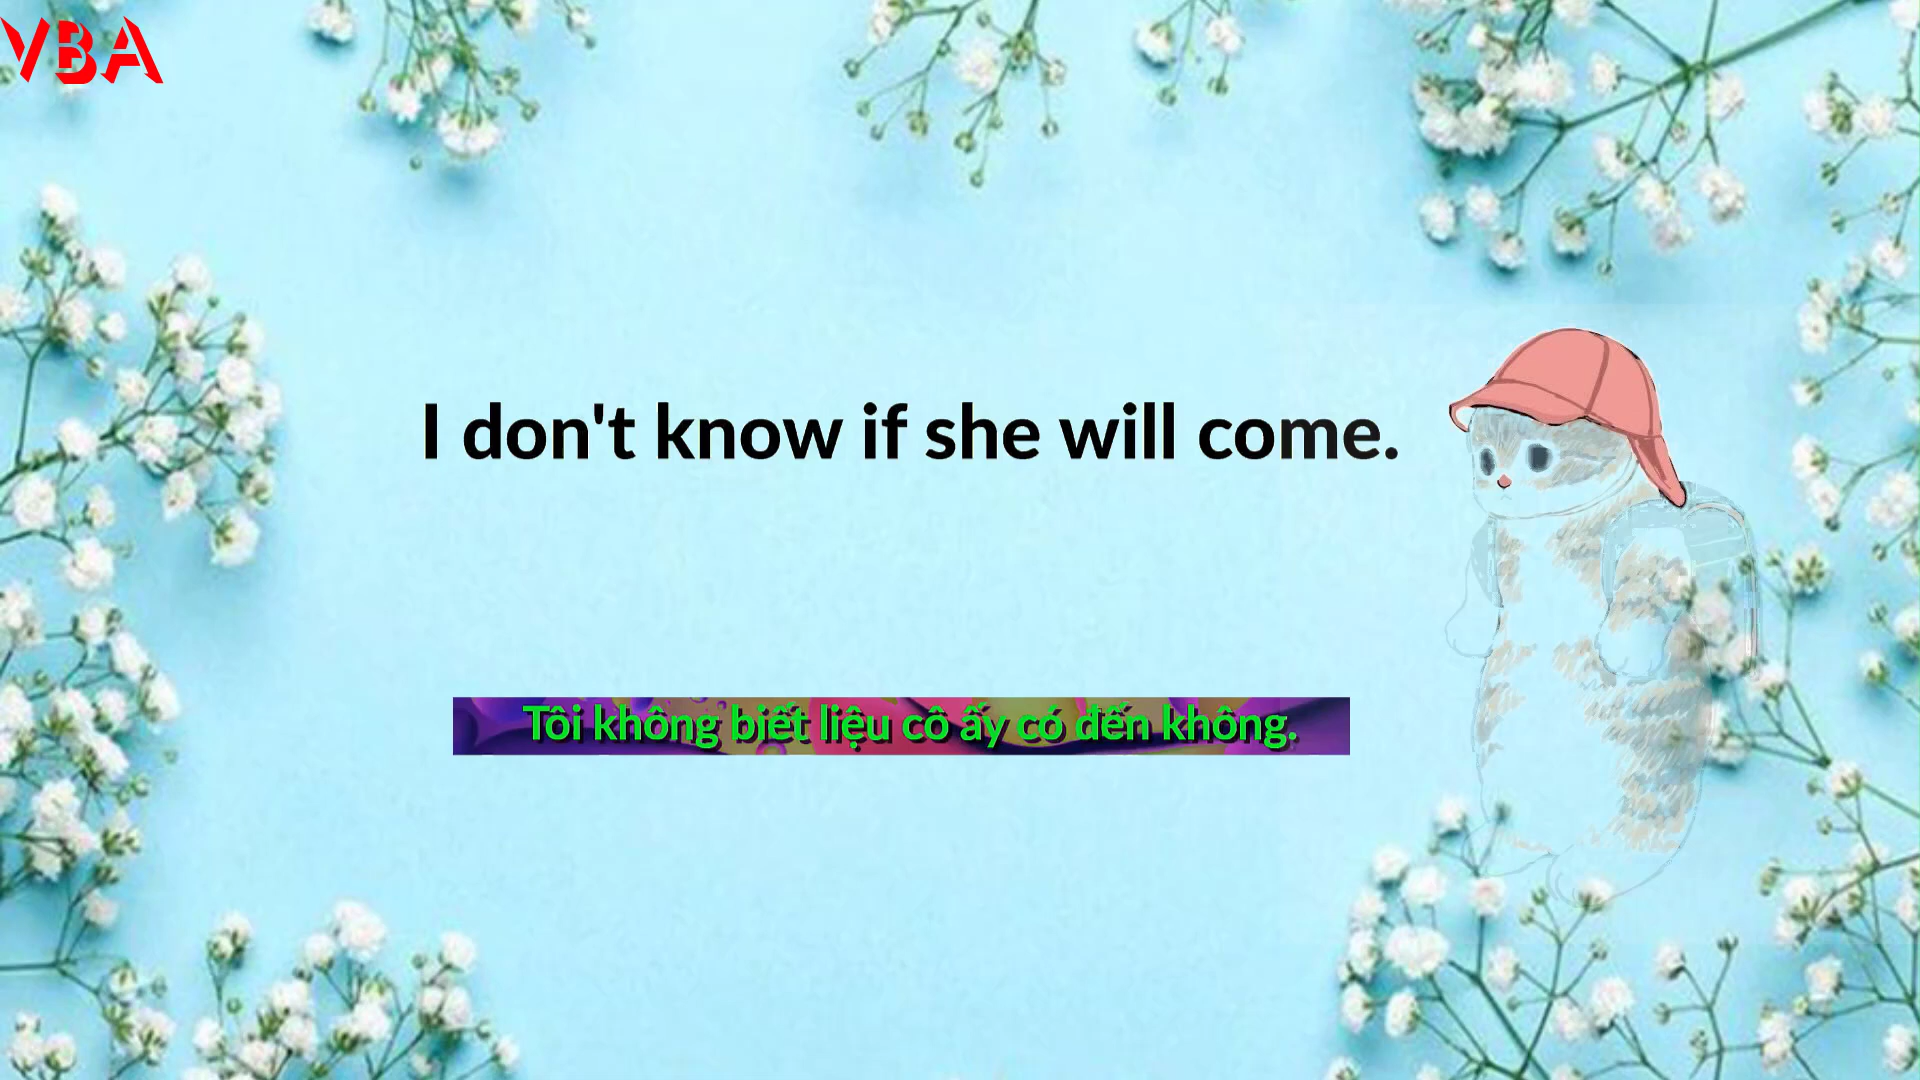 VBA
I don't know if she will come.
Tôi không biết liệu cô ấy có đến không.